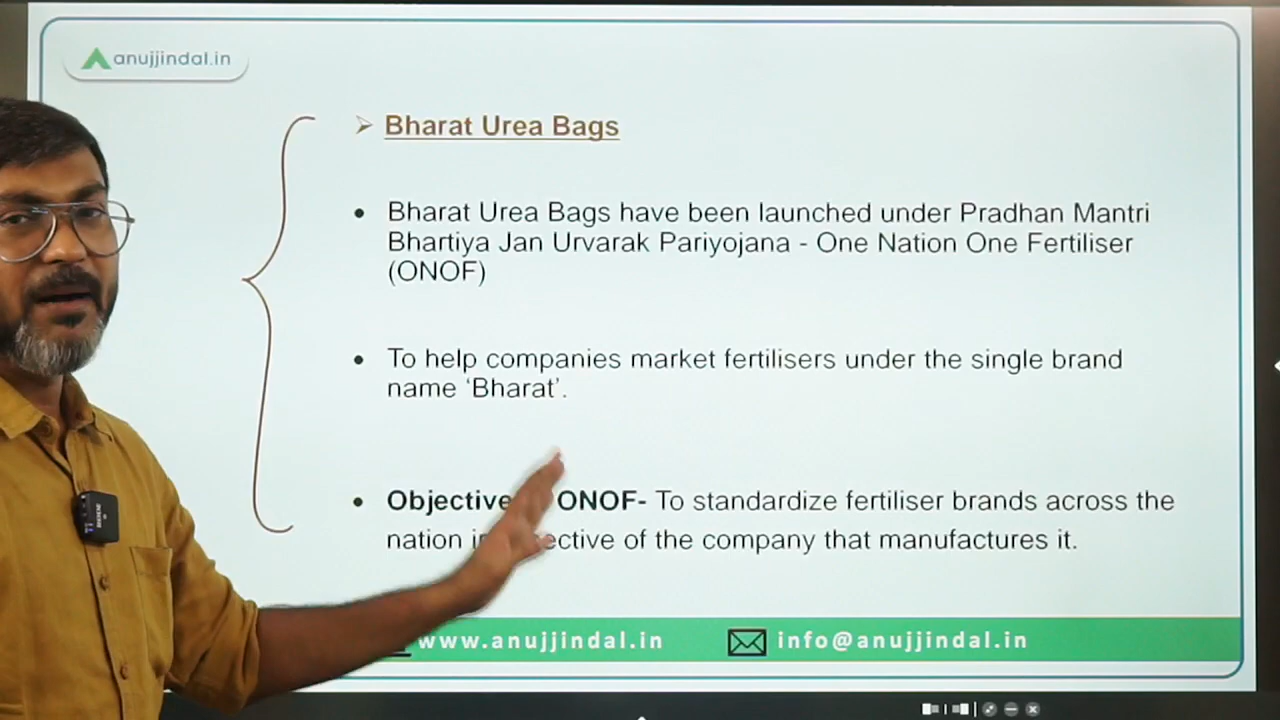 anujjindal.in
Bharat Urea Bags
Bharat Urea Bags have been launched under Pradhan Mantri
Bhartiya Jan Urvarak Pariyojana - One Nation One Fertiliser
(ONOF)
To help companies market fertilisers under the single brand
name ‘Bharat’.
Objective ONOF- To standardize fertiliser brands across the
nation of the company that manufactures it.
www.anujjindal.in info@anujjindal.in